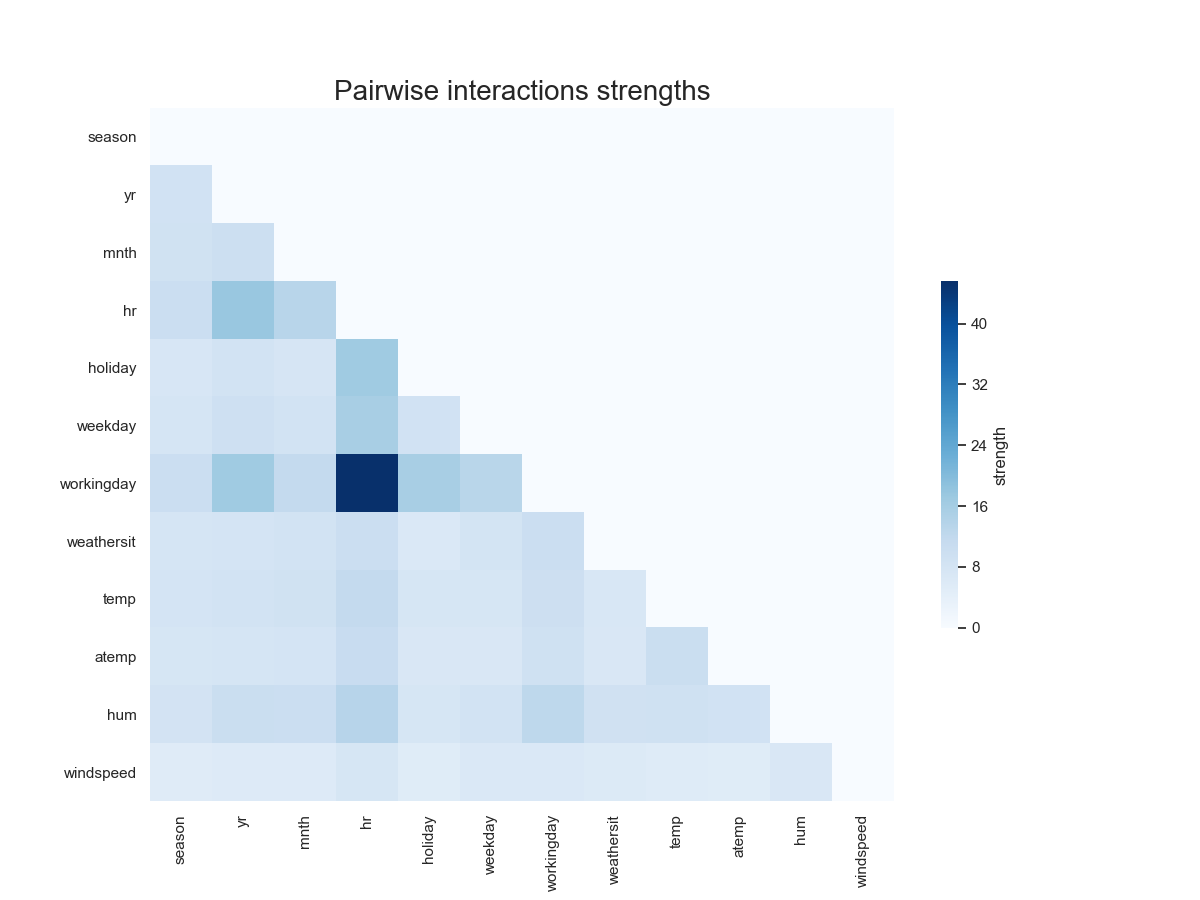 Pairwise interactions strengths
season
yr
mnth
hr
holiday
weekday
workingday
weathersit
temp
atemp
hum
windspeed
season
yr
mnth
hr
holiday
weekday
workingday
weathersit
temp
atemp
hum
windspeed
40
32
24
16
8
0
strength